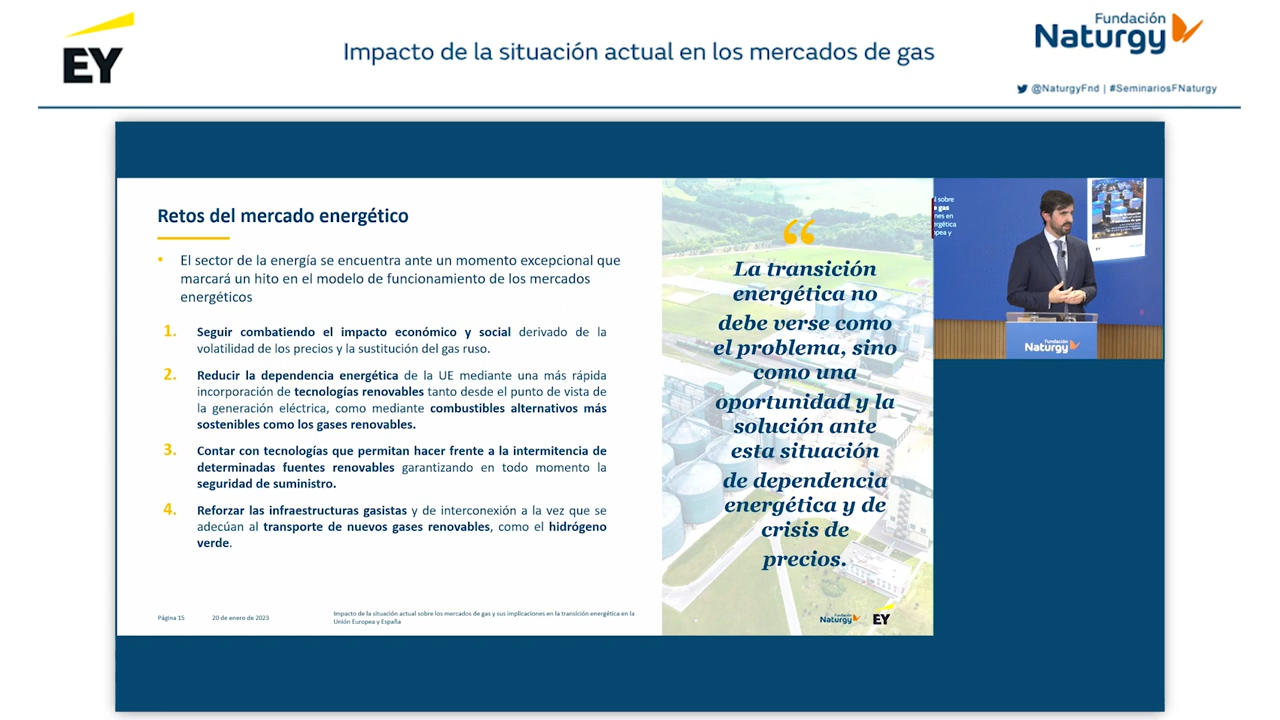 EY
Impacto de la situación actual en los mercados de gas
Fundación
Naturgy
@NaturgyFnd | #SeminariosFNaturgy
Retos del mercado energético
• El sector de la energía se encuentra ante un momento excepcional que
marcará un hito en el modelo de funcionamiento de los mercados
energéticos
1. Seguir combatiendo el impacto económico y social derivado de la
volatilidad de los precios y la sustitución del gas ruso.
2. Reducir la dependencia energética de la UE mediante una más rápida
incorporación de tecnologías renovables tanto desde el punto de vista de
la generación eléctrica, como mediante combustibles alternativos más
sostenibles como los gases renovables.
3. Contar con tecnologías que permitan hacer frente a la intermitencia de
determinadas fuentes renovables garantizando en todo momento la
seguridad de suministro.
4. Reforzar las infraestructuras gasistas y de interconexión a la vez que se
adecúan al transporte de nuevos gases renovables, como el hidrógeno
verde.
Página 15
20 de enero de 2023
Impacto de la situación actual sobre los mercados de gas y sus implicaciones en la transición energética en la
Unión Europea y España
“
La transición
energética no
debe verse como
el problema, sino
como una
oportunidad y la
solución ante
esta situación
de dependencia
energética y de
crisis de
precios.
Fundación
Naturgy
EY
sobre
gas
en
Fundación
Naturgy